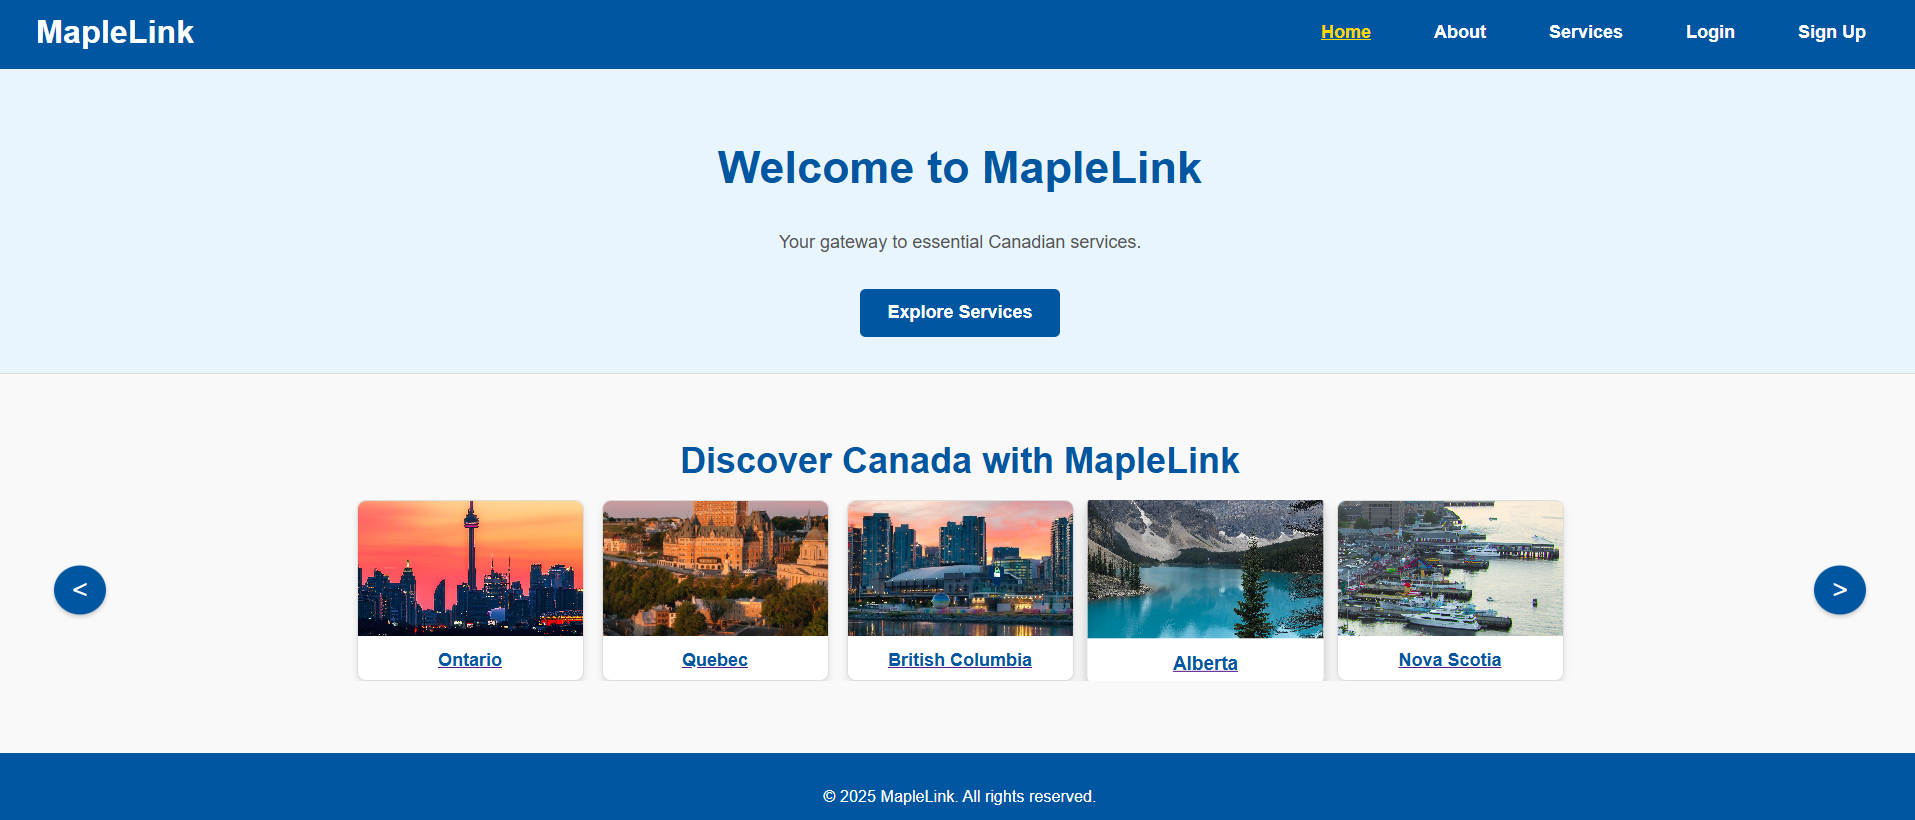 MapleLink
Home About Services Login Sign Up
Welcome to MapleLink
Your gateway to essential Canadian services.
Explore Services
Discover Canada with MapleLink
<
>
Ontario
Quebec
British Columbia
Alberta
Nova Scotia
© 2025 MapleLink. All rights reserved.